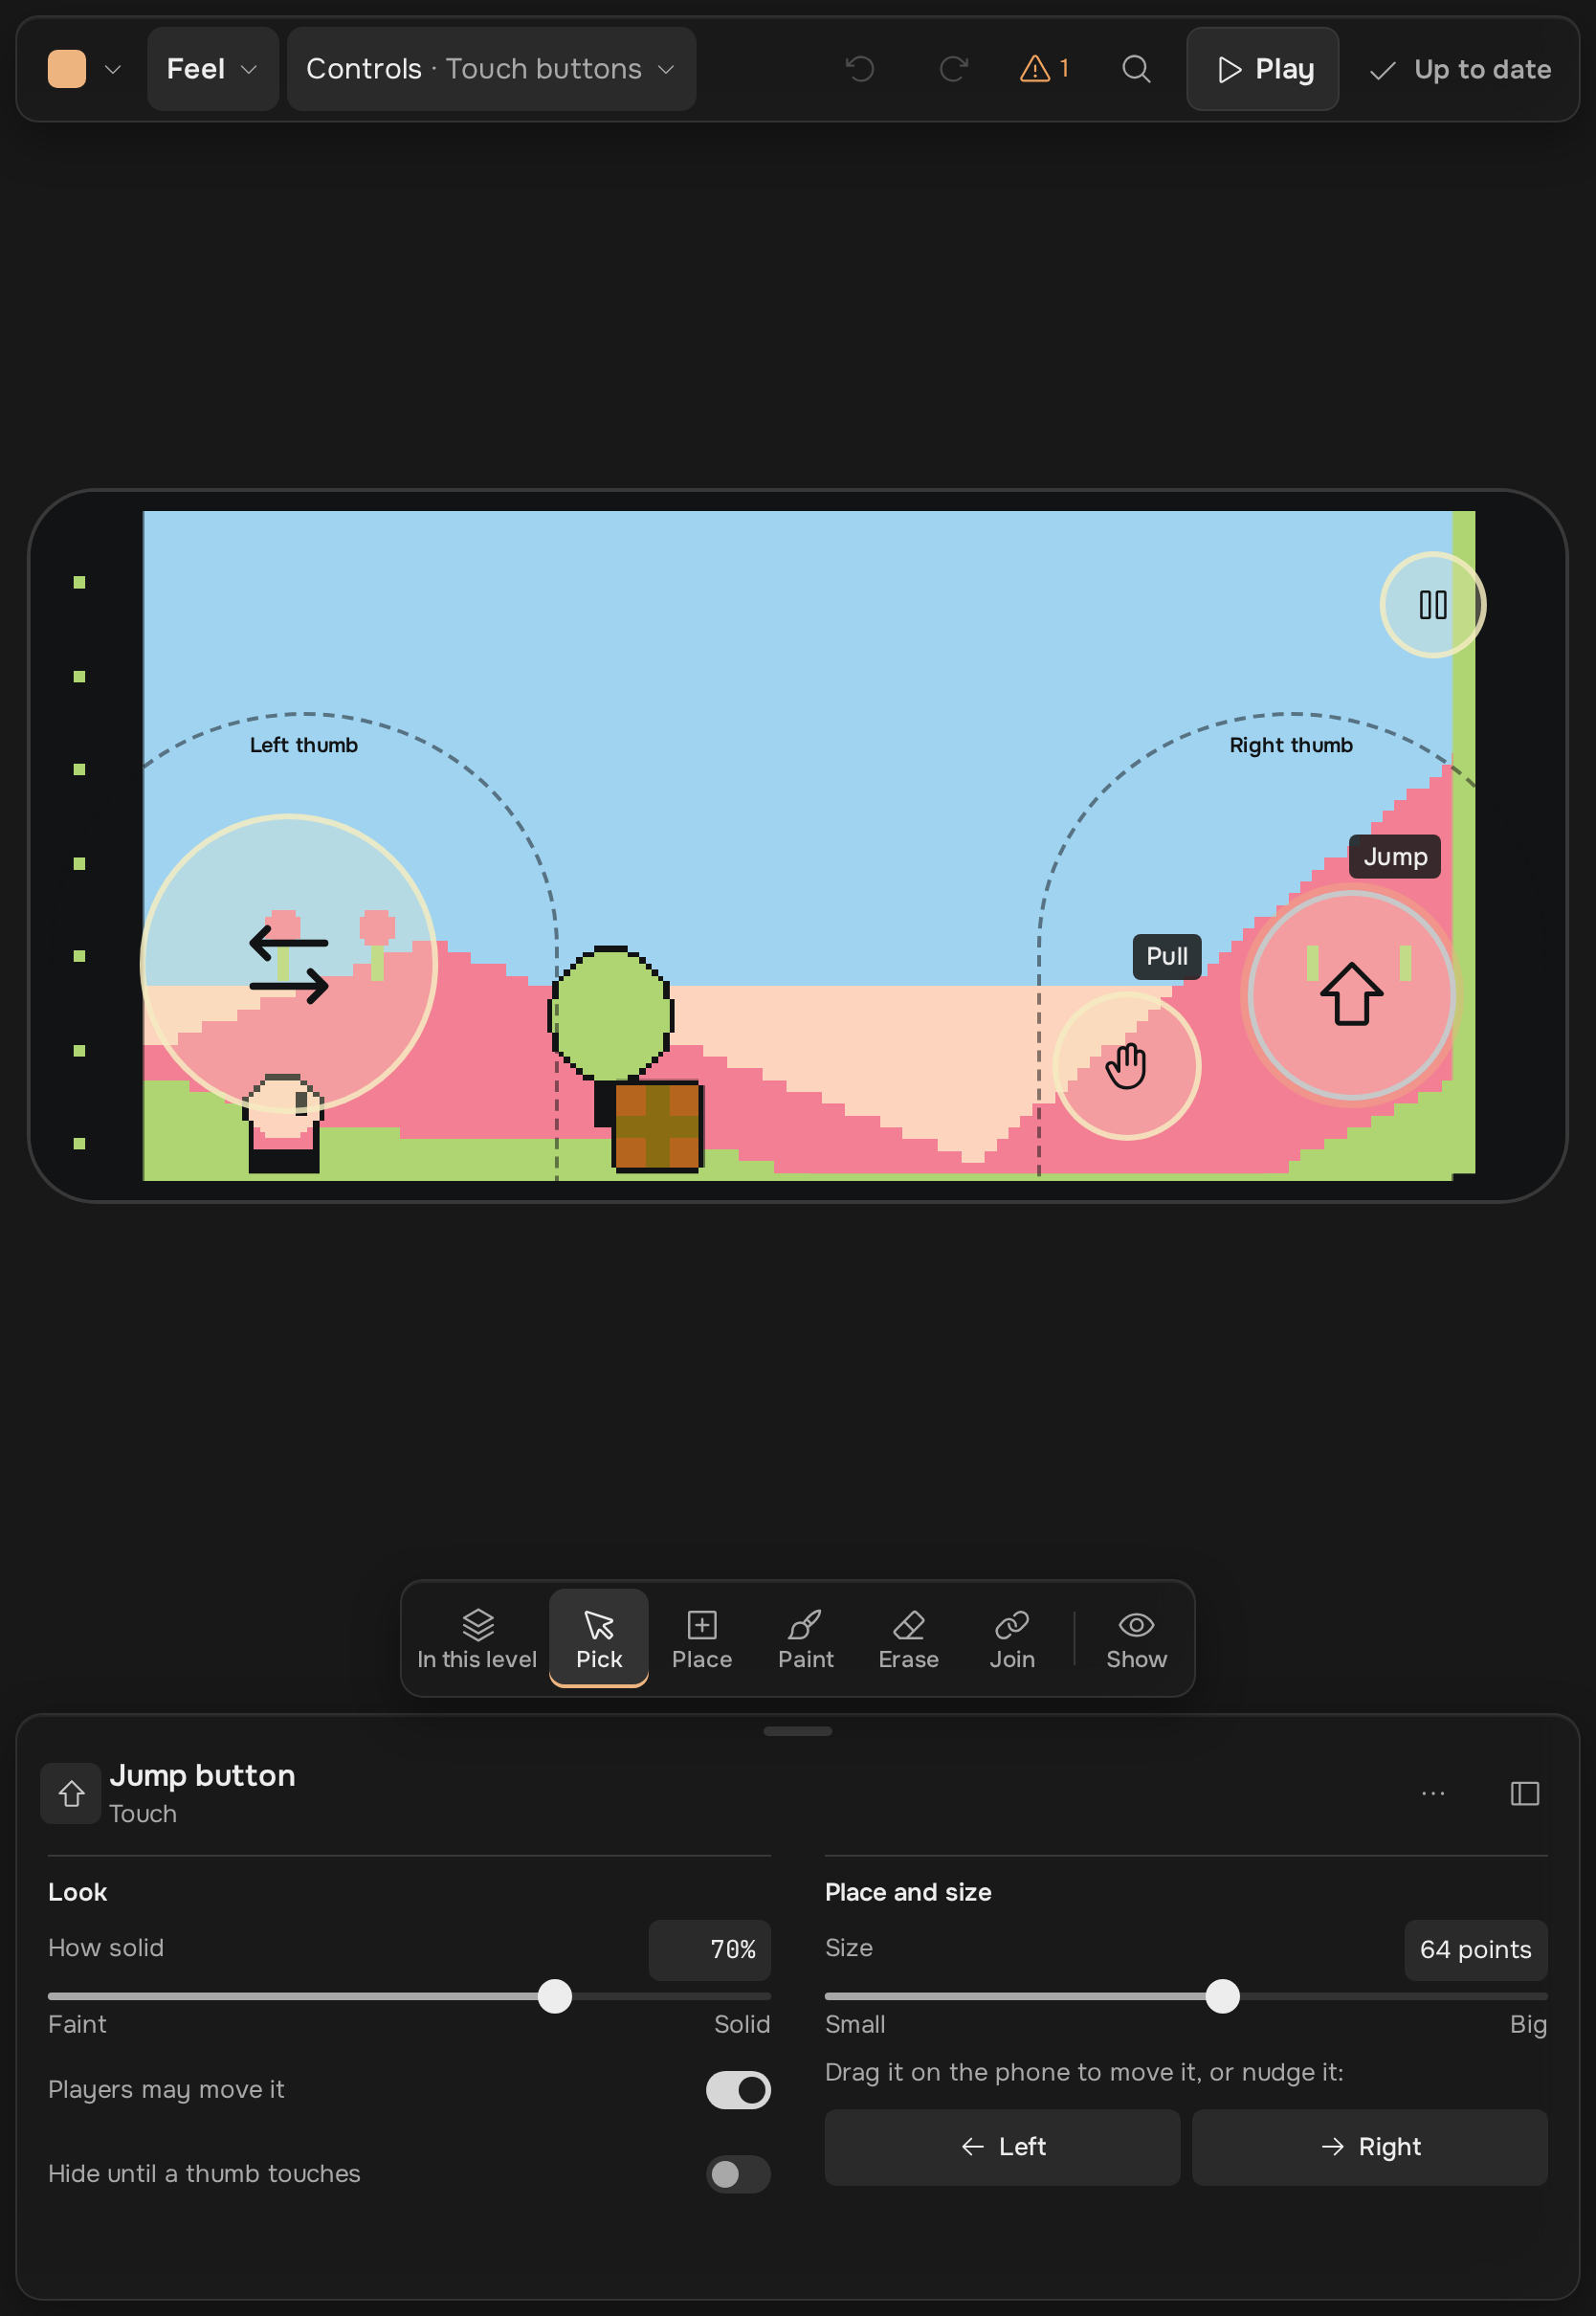 Feel
Controls · Touch buttons
1
Play
Up to date
Left thumb
Right thumb
Jump
Pull
In this level
Pick
Place
Paint
Erase
Join
Show
Jump button
Touch
Look
How solid
70%
Faint
Solid
Players may move it
Hide until a thumb touches
Place and size
Size
64 points
Small
Big
Drag it on the phone to move it, or nudge it:
Left
Right